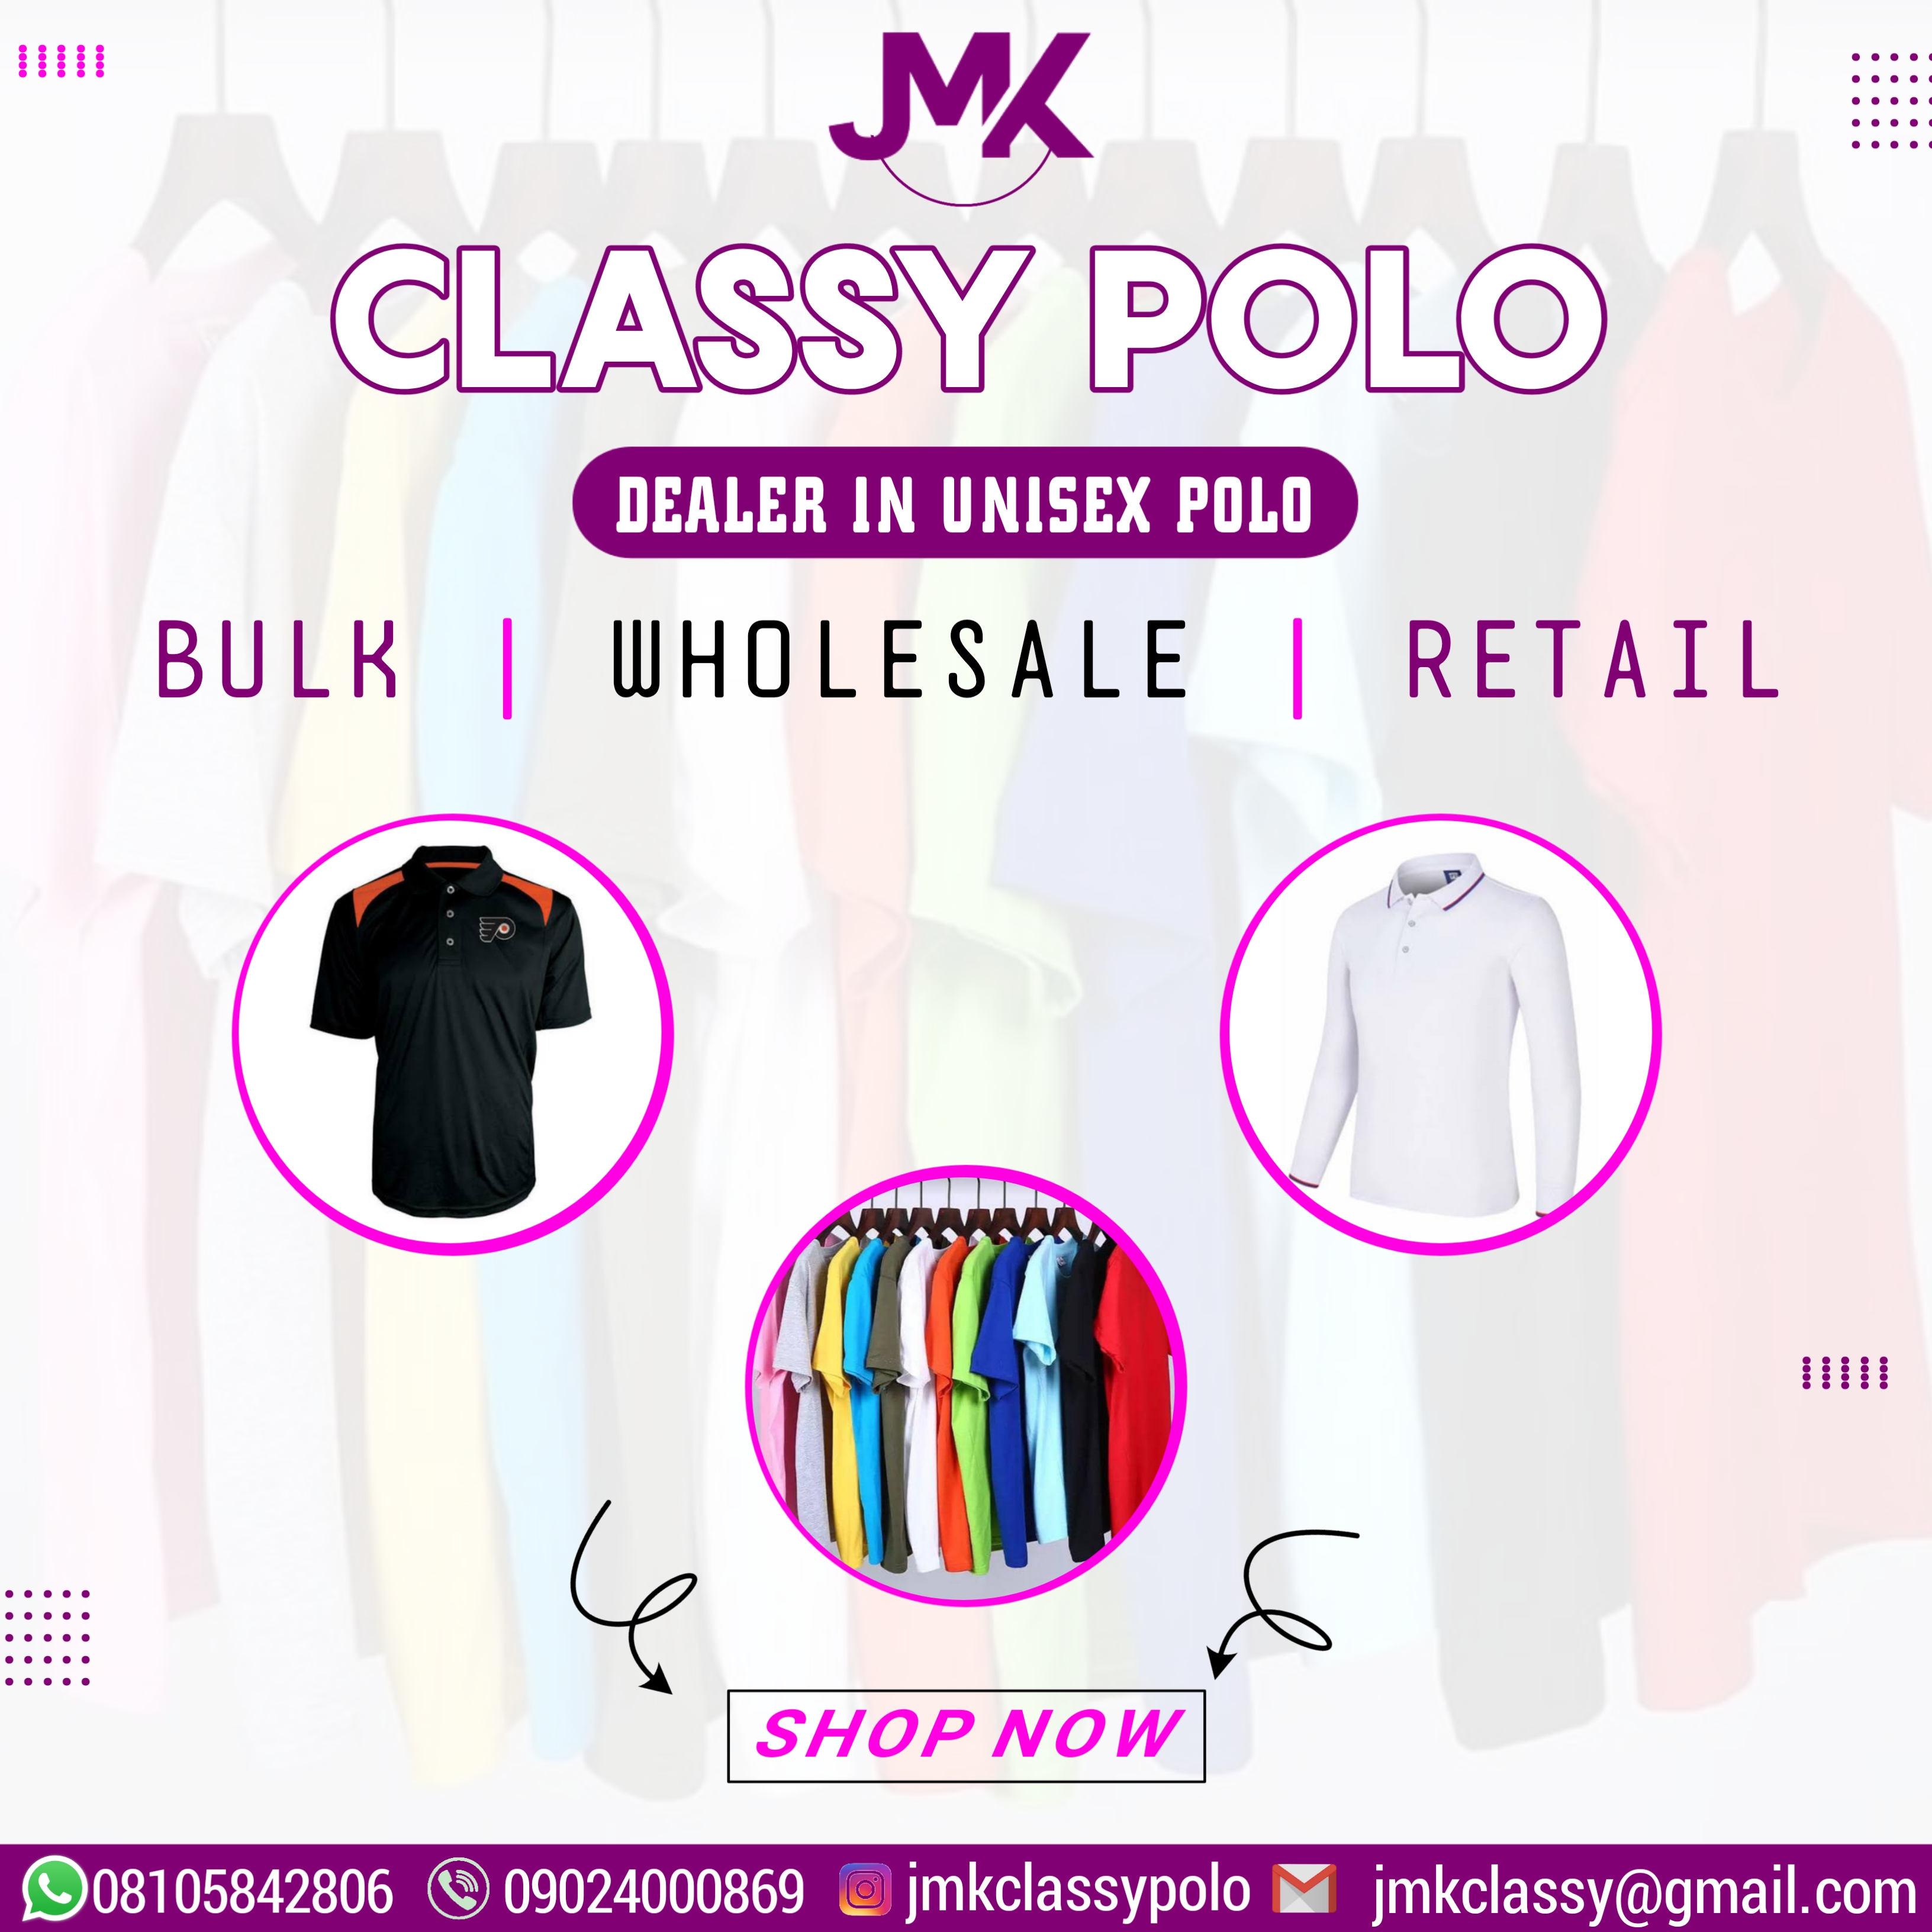 JMK
CLASSY POLO
DEALER IN UNISEX POLO
BULK | WHOLESALE | RETAIL
SHOP NOW
08105842806 09024000869 jmkclassypolo jmkclassy@gmail.com